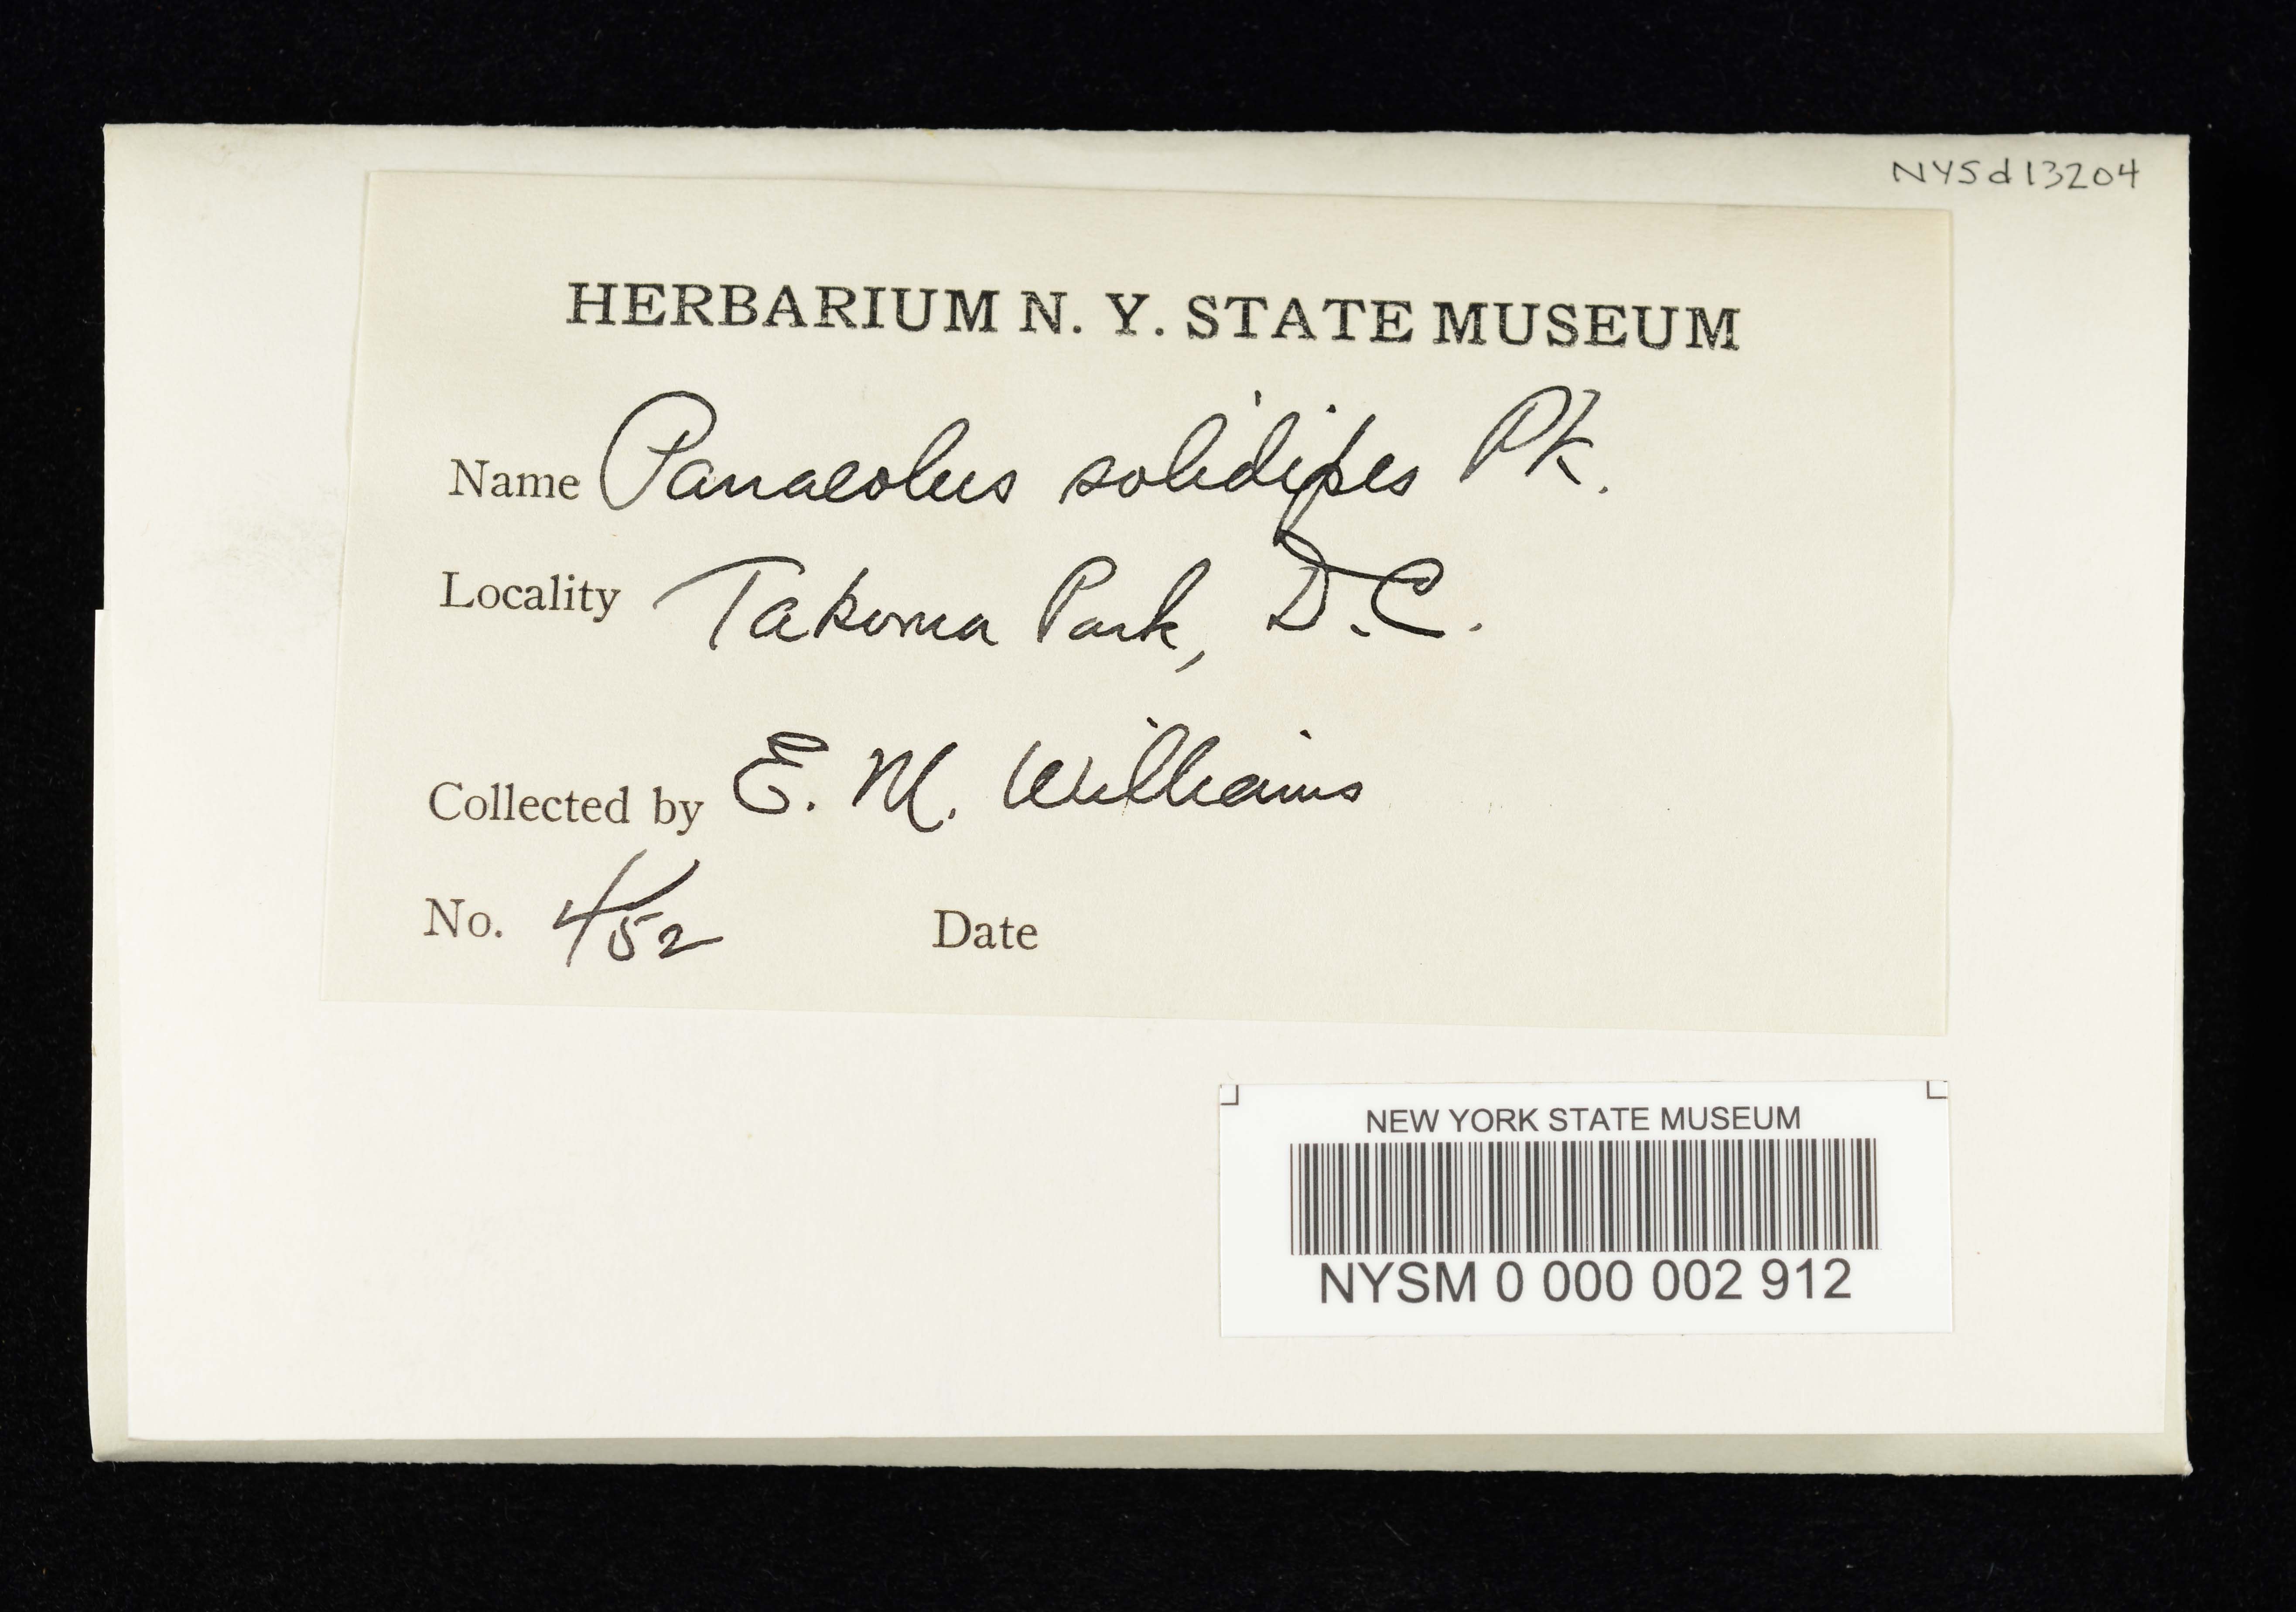 NYSd13204
HERBARIUM N. Y. STATE MUSEUM
Name Panaeolus solidipes Pk.
Locality Takoma Park, D.C.
Collected by E. M. Williams
No. 452 Date
NEW YORK STATE MUSEUM
NYSM 0 000 002 912